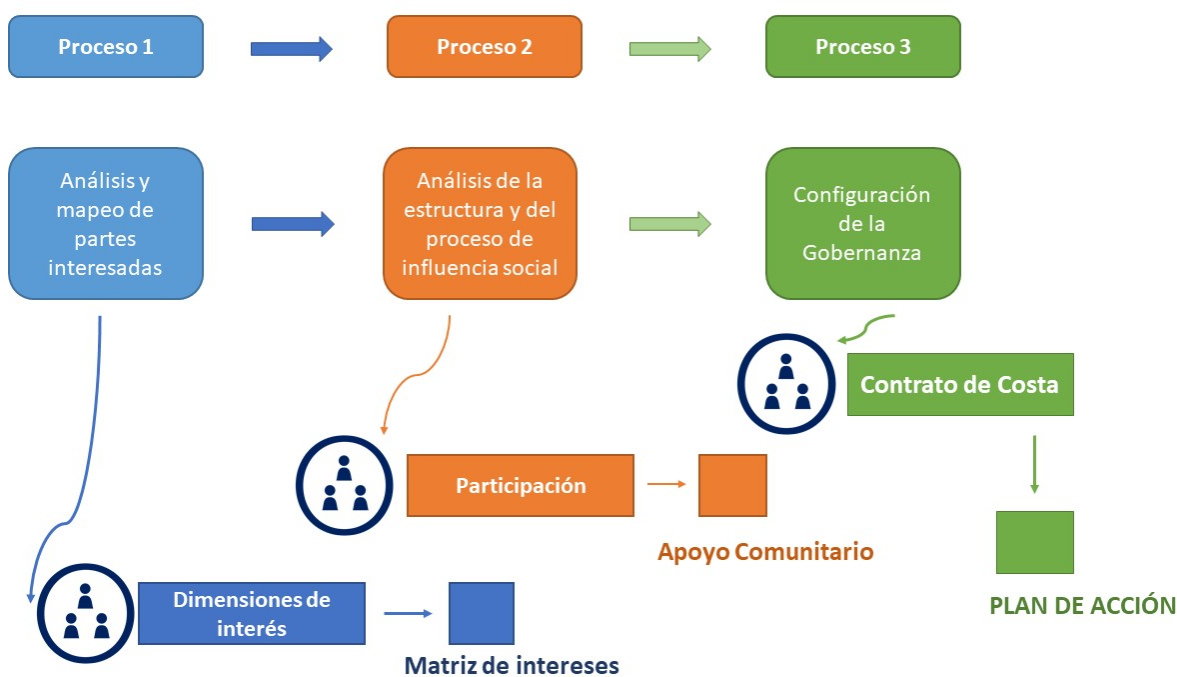 Proceso 1
Proceso 2
Proceso 3
Análisis y
mapeo de
partes
interesadas
Análisis de la
estructura y del
proceso de
influencia social
Configuración
de la
Gobernanza
Contrato de Costa
Participación
Apoyo Comunitario
PLAN DE ACCIÓN
Dimensiones de
interés
Matriz de intereses